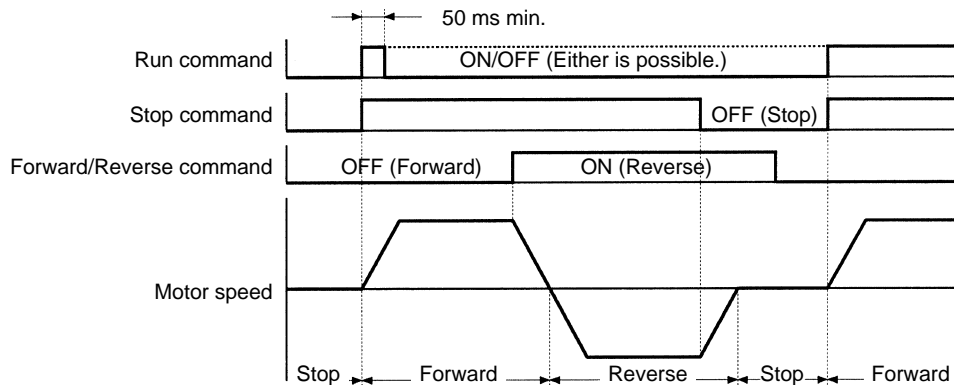 50 ms min.
Run command
ON/OFF (Either is possible.)
Stop command
OFF (Stop)
Forward/Reverse command
OFF (Forward)
ON (Reverse)
Motor speed
Stop
Forward
Reverse
Stop
Forward